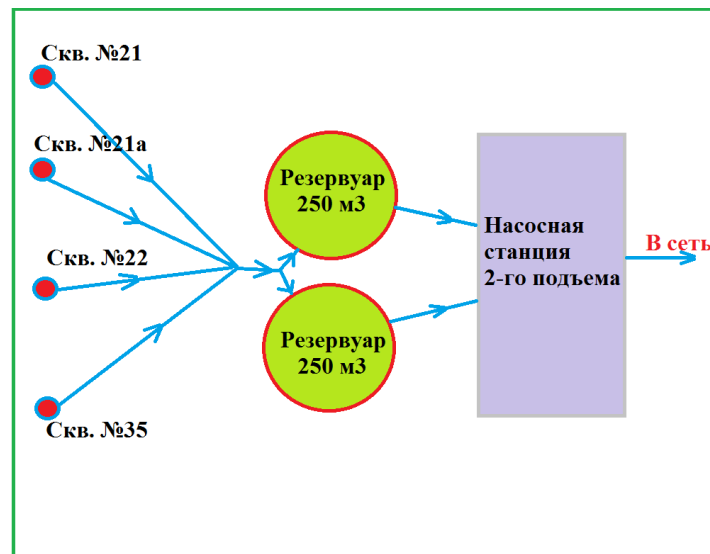 Скв. №21
Скв. №21а
Скв. №22
Скв. №35
Резервуар
250 м3
Резервуар
250 м3
Насосная
станция
2-го подъема
В сеть